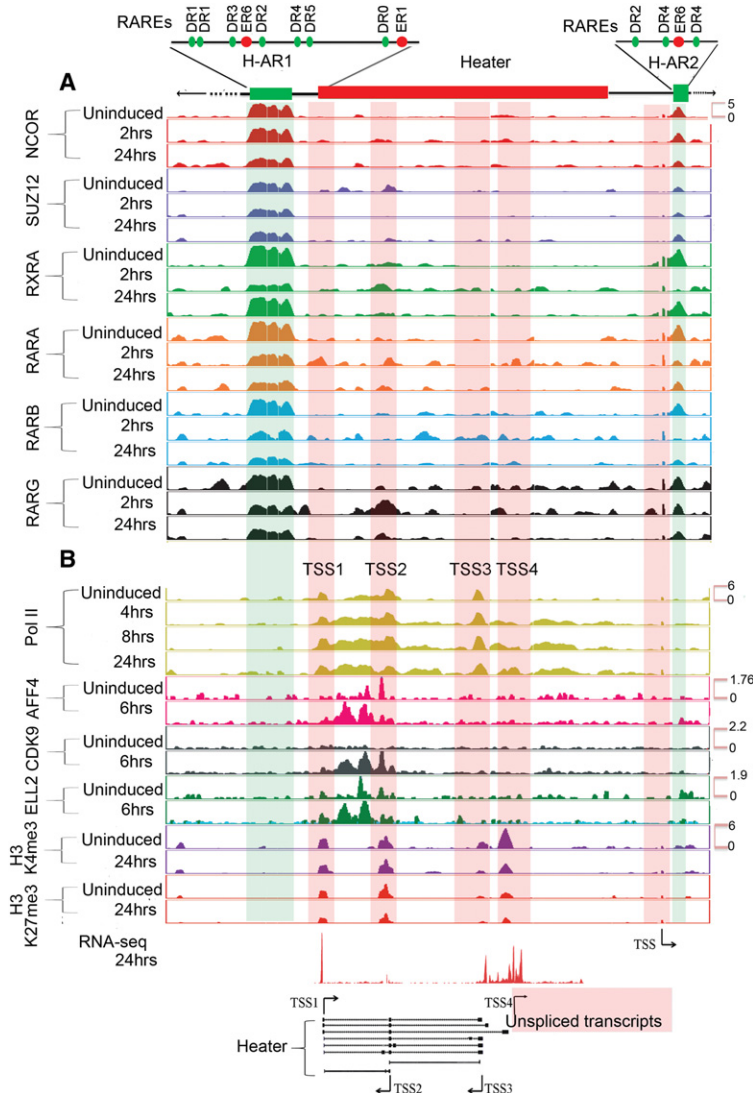 DR1 DR1 DR3 ER6 DR2 DR4 DR5 DR0 ER1 DR2 DR4 ER6 DR4
RAREs RAREs
H-AR1 Heater H-AR2
A
NCOR Uninduced 5
0
2hrs
24hrs
SUZ12 Uninduced
2hrs
24hrs
RXRA Uninduced
2hrs
24hrs
RARA Uninduced
2hrs
24hrs
RARB Uninduced
2hrs
24hrs
RARG Uninduced
2hrs
24hrs
B
TSS1 TSS2 TSS3 TSS4
Pol II Uninduced 6
0
4hrs
8hrs
24hrs
AFF4 Uninduced 1.76
0
6hrs
CDK9 Uninduced 2.2
0
6hrs
ELL2 Uninduced 1.9
0
6hrs
H3 K4me3 Uninduced 6
0
24hrs
H3 K27me3 Uninduced
24hrs
RNA-seq TSS
24hrs
TSS1 TSS4
Unspliced transcripts
Heater
TSS2 TSS3